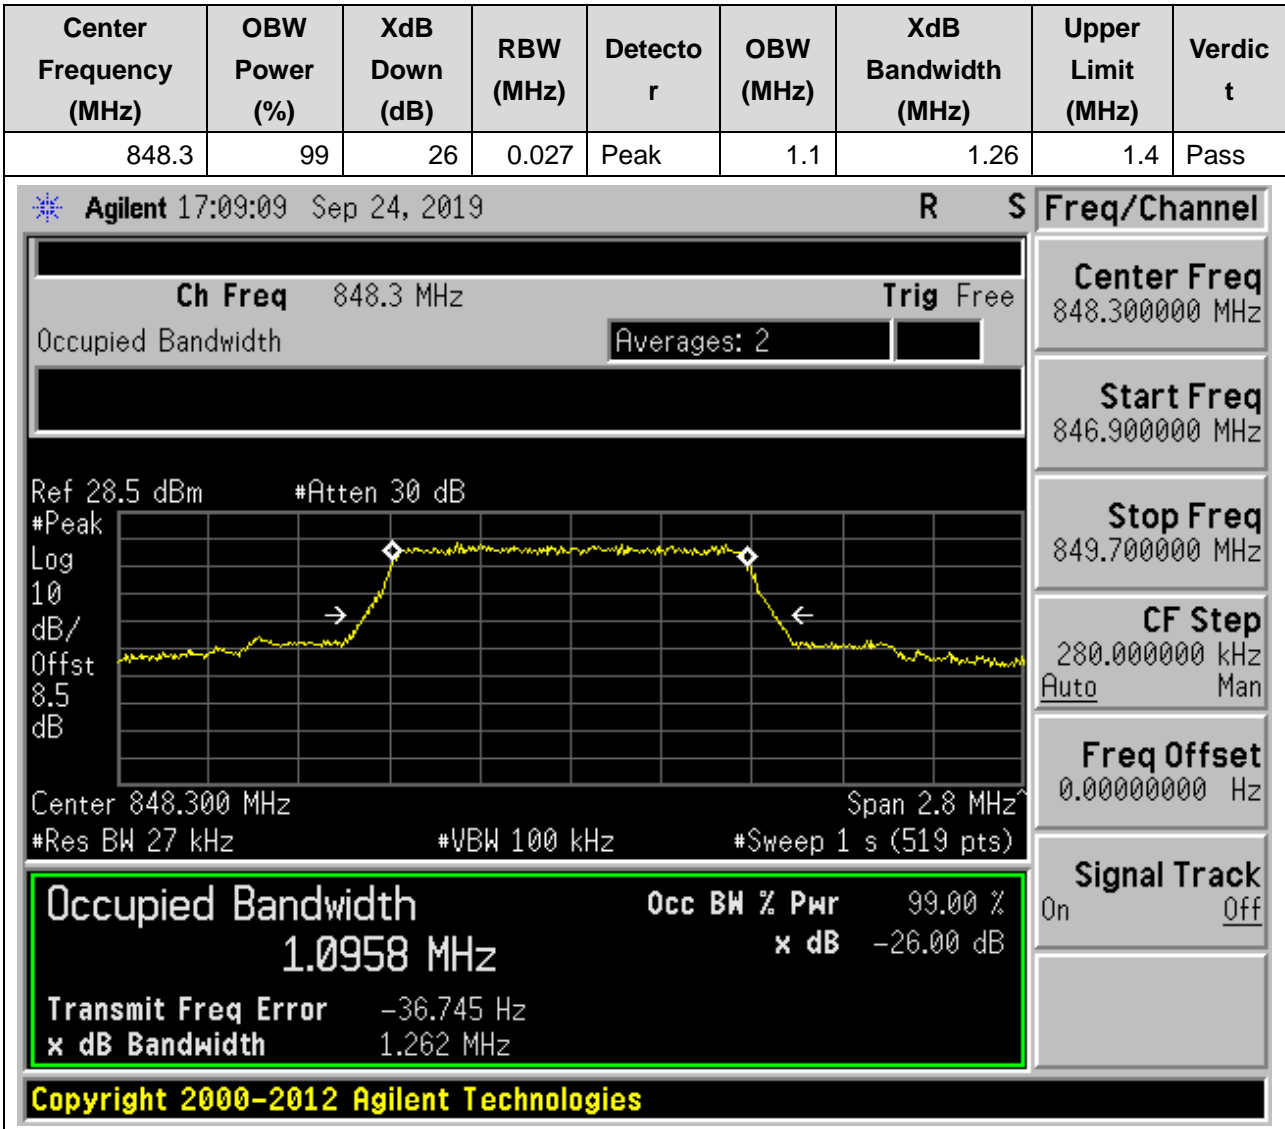 Center Frequency (MHz) OBW Power (%) XdB Down (dB) RBW (MHz) Detecto r OBW (MHz) XdB Bandwidth (MHz) Upper Limit (MHz) Verdic t
848.3 99 26 0.027 Peak 1.1 1.26 1.4 Pass
Agilent 17:09:09 Sep 24, 2019 R S
Ch Freq 848.3 MHz Trig Free
Occupied Bandwidth Averages: 2
Ref 28.5 dBm #Atten 30 dB
#Peak
Log
10
dB/
Offst
8.5
dB
Center 848.300 MHz Span 2.8 MHz^
#Res BW 27 kHz #VBW 100 kHz #Sweep 1 s (519 pts)
Occupied Bandwidth Occ BW % Pwr 99.00 %
1.0958 MHz x dB -26.00 dB
Transmit Freq Error -36.745 Hz
x dB Bandwidth 1.262 MHz
Copyright 2000-2012 Agilent Technologies
Freq/Channel
Center Freq
848.300000 MHz
Start Freq
846.900000 MHz
Stop Freq
849.700000 MHz
CF Step
280.000000 kHz
Auto Man
Freq Offset
0.00000000 Hz
Signal Track
On Off